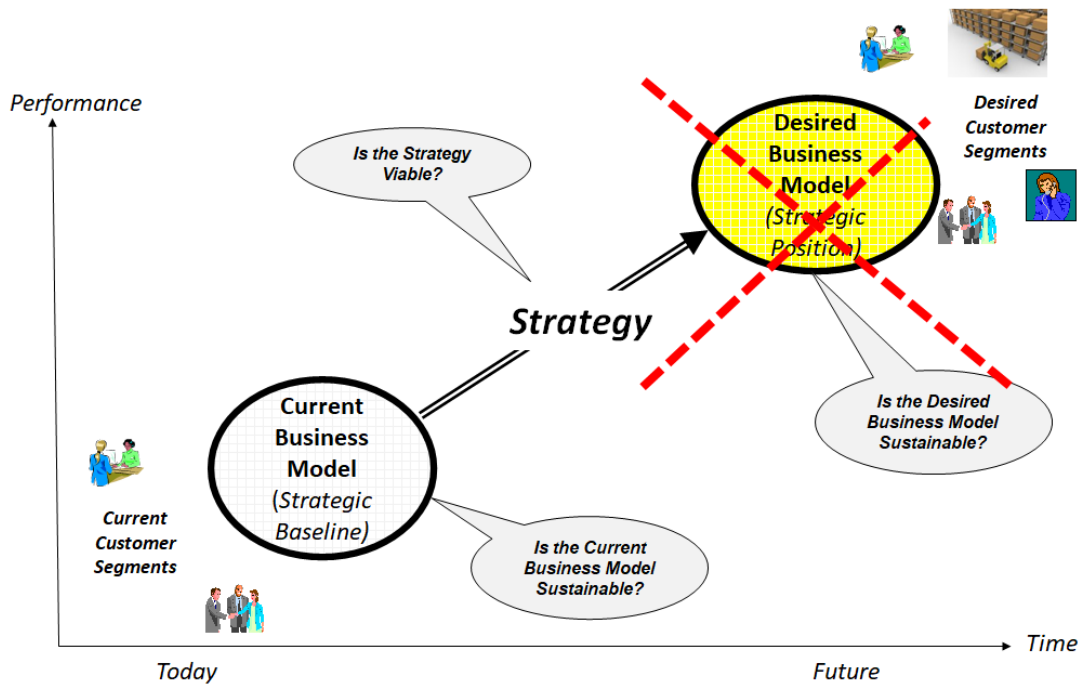 Performance
Is the Strategy
Viable?
Desired
Business
Model
(Strategic
Position)
Desired
Customer
Segments
Strategy
Current
Business
Model
(Strategic
Baseline)
Is the Desired
Business Model
Sustainable?
Current
Customer
Segments
Is the Current
Business Model
Sustainable?
Time
Today
Future